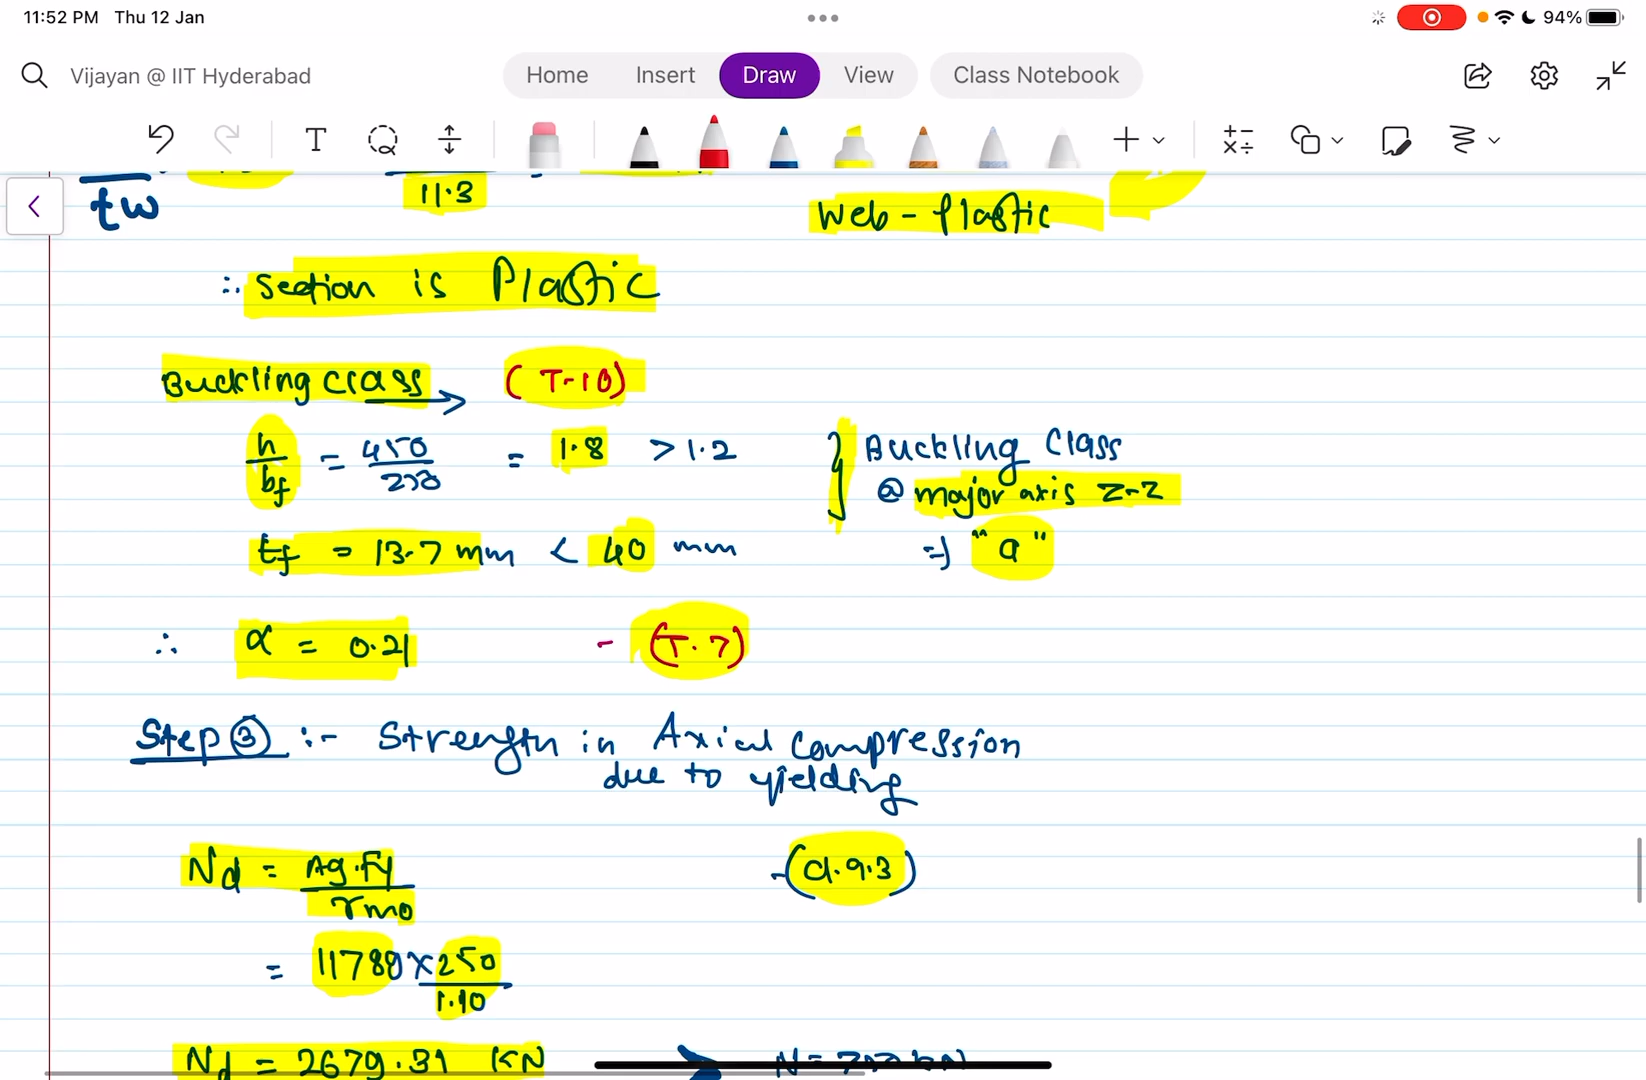 11:52 PM Thu 12 Jan
94%
Vijayan @ IIT Hyderabad
Home Insert Draw View Class Notebook
tw
11.3
Web - Plastic
∴ Section is Plastic
Buckling class → (T-10)
h/bf = 450/250 = 1.8 > 1.2
Buckling Class
@ major axis Z-Z
tf = 13.7 mm < 40 mm
⇒ "a"
∴ α = 0.21 - (T.7)
Step ③ :- Strength in Axial compression
due to yielding
Nd = Ag.Fy/γm0 - (cl.9.3)
= 11789×250/1.10
Nd = 2679.31 KN